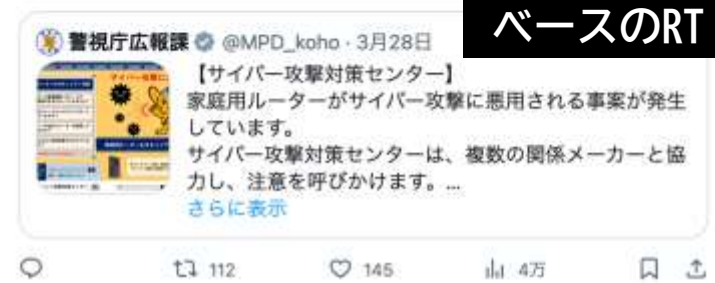 ベースのRT
警視庁広報課 @MPD_koho · 3月28日
【サイバー攻撃対策センター】
家庭用ルーターがサイバー攻撃に悪用される事案が発生
しています。
サイバー攻撃対策センターは、複数の関係メーカーと協
力し、注意を呼びかけます。...
さらに表示
112 145 4万